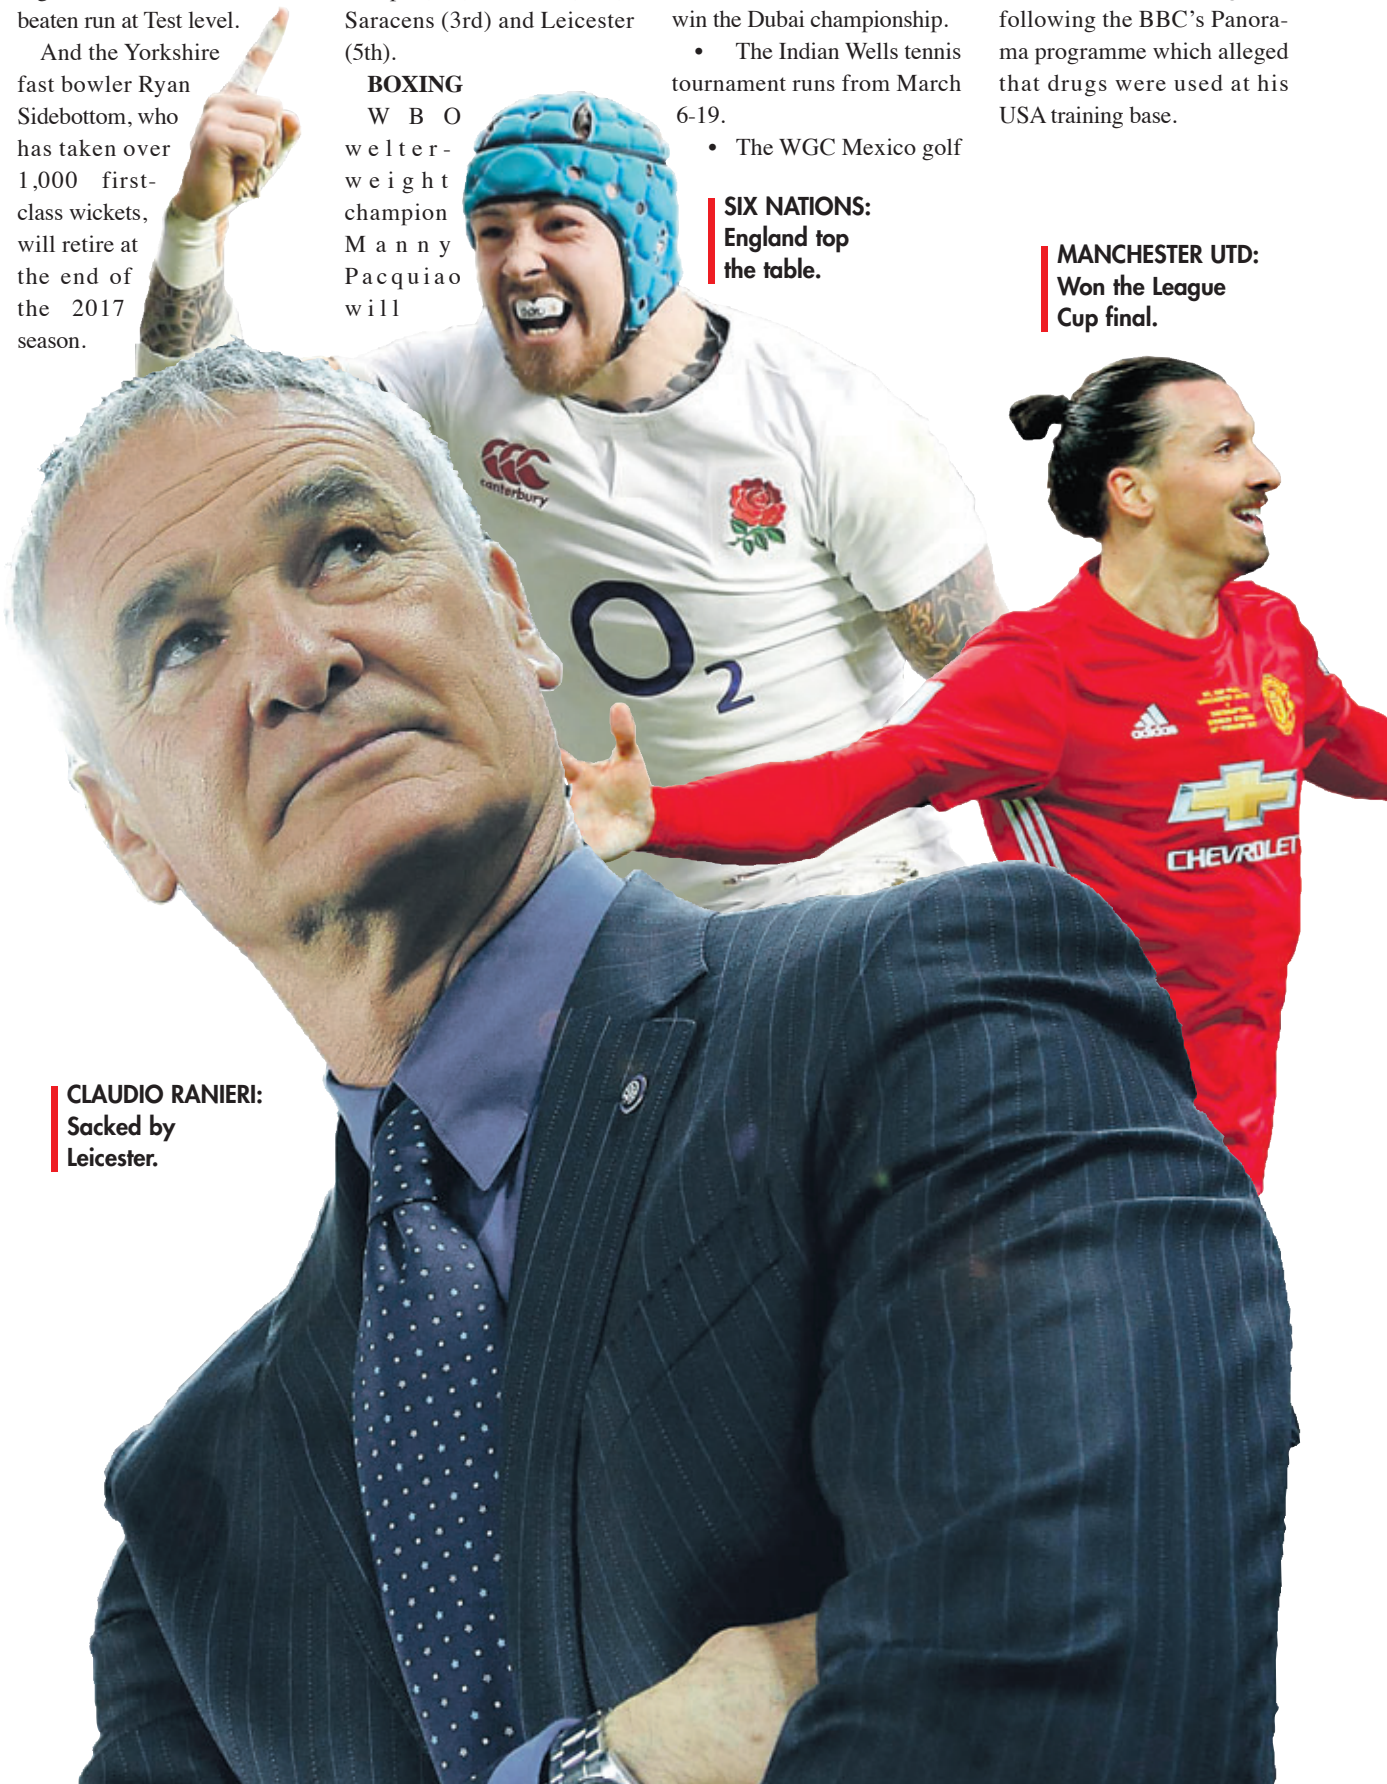 beaten run at Test level.
And the Yorkshire
fast bowler Ryan
Sidebottom, who
has taken over
1,000 first-
class wickets,
will retire at
the end of
the 2017
season.
Saracens (3rd) and Leicester
(5th).
BOXING
W B O
welter-
weight
champion
Manny
Pacquiao
will
win the Dubai championship.
• The Indian Wells tennis
tournament runs from March
6-19.
• The WGC Mexico golf
following the BBC's Panora-
ma programme which alleged
that drugs were used at his
USA training base.
SIX NATIONS:
England top
the table.
MANCHESTER UTD:
Won the League
Cup final.
canterbury
O2
adidas
CHEVROLET
CLAUDIO RANIERI:
Sacked by
Leicester.